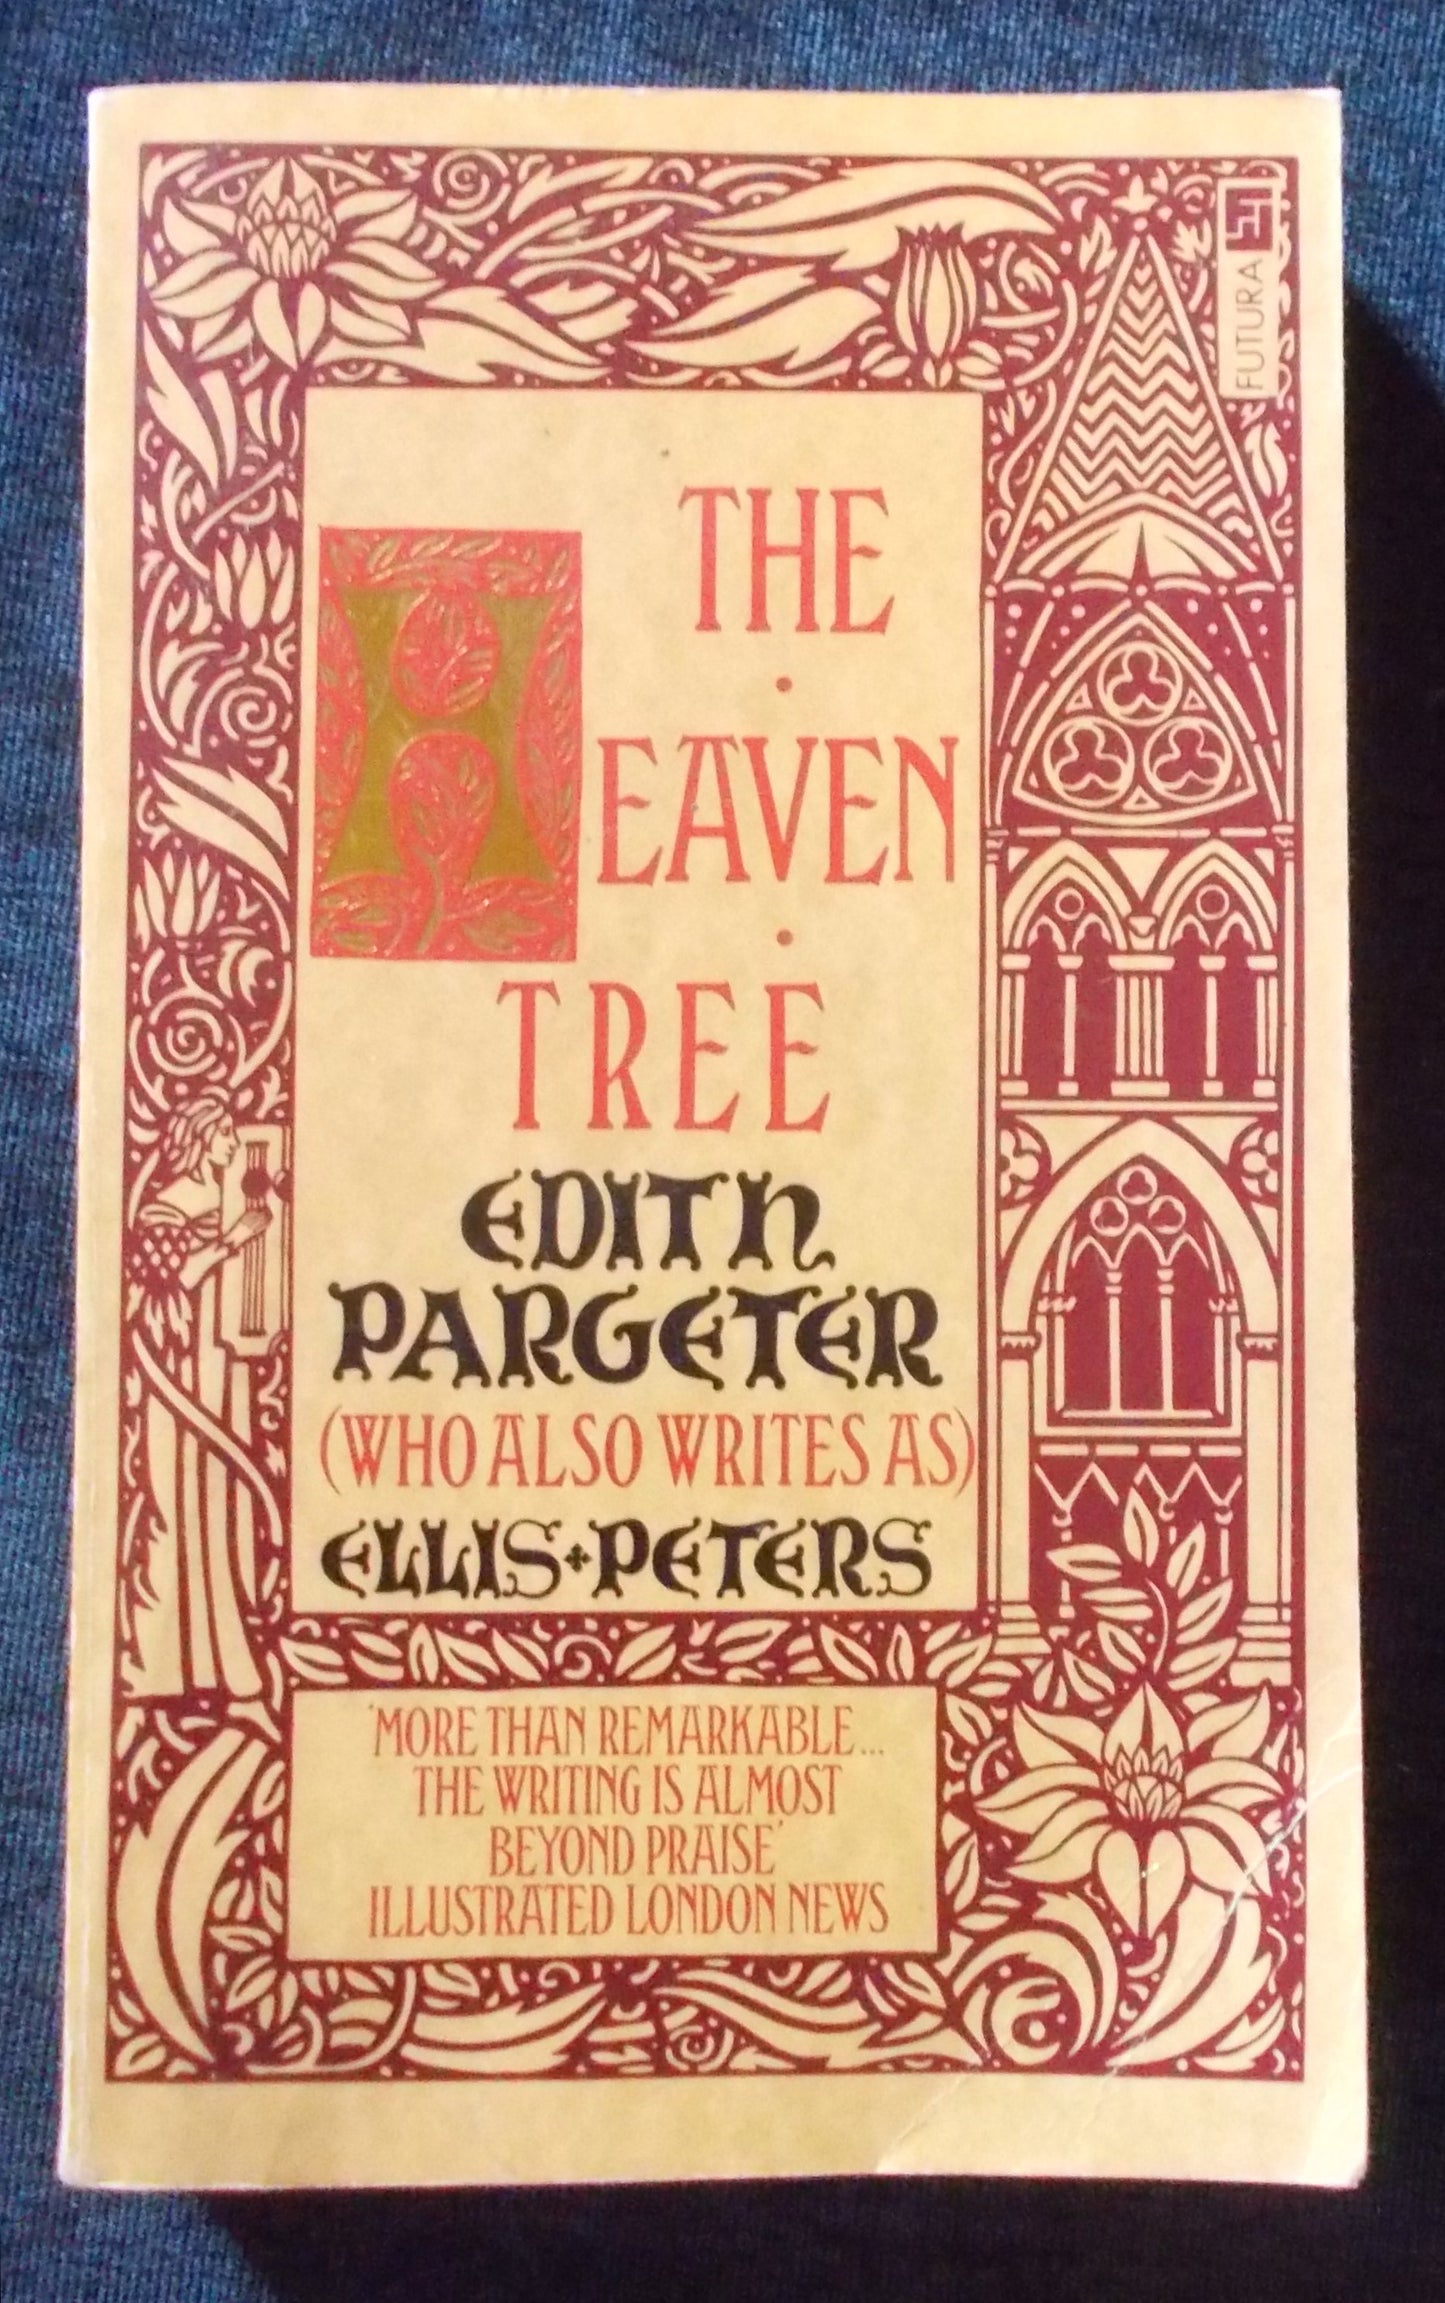 FUTURA
THE
HEAVEN
TREE
EDITH
PARGETER
(WHO ALSO WRITES AS)
ELLIS PETERS
'MORE THAN REMARKABLE...
THE WRITING IS ALMOST
BEYOND PRAISE'
ILLUSTRATED LONDON NEWS